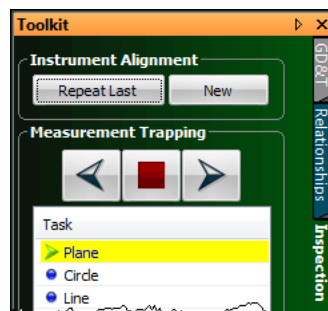 Toolkit
Instrument Alignment
Repeat Last
New
Measurement Trapping
Task
Plane
Circle
Line
GD&T
Relationships
Inspection